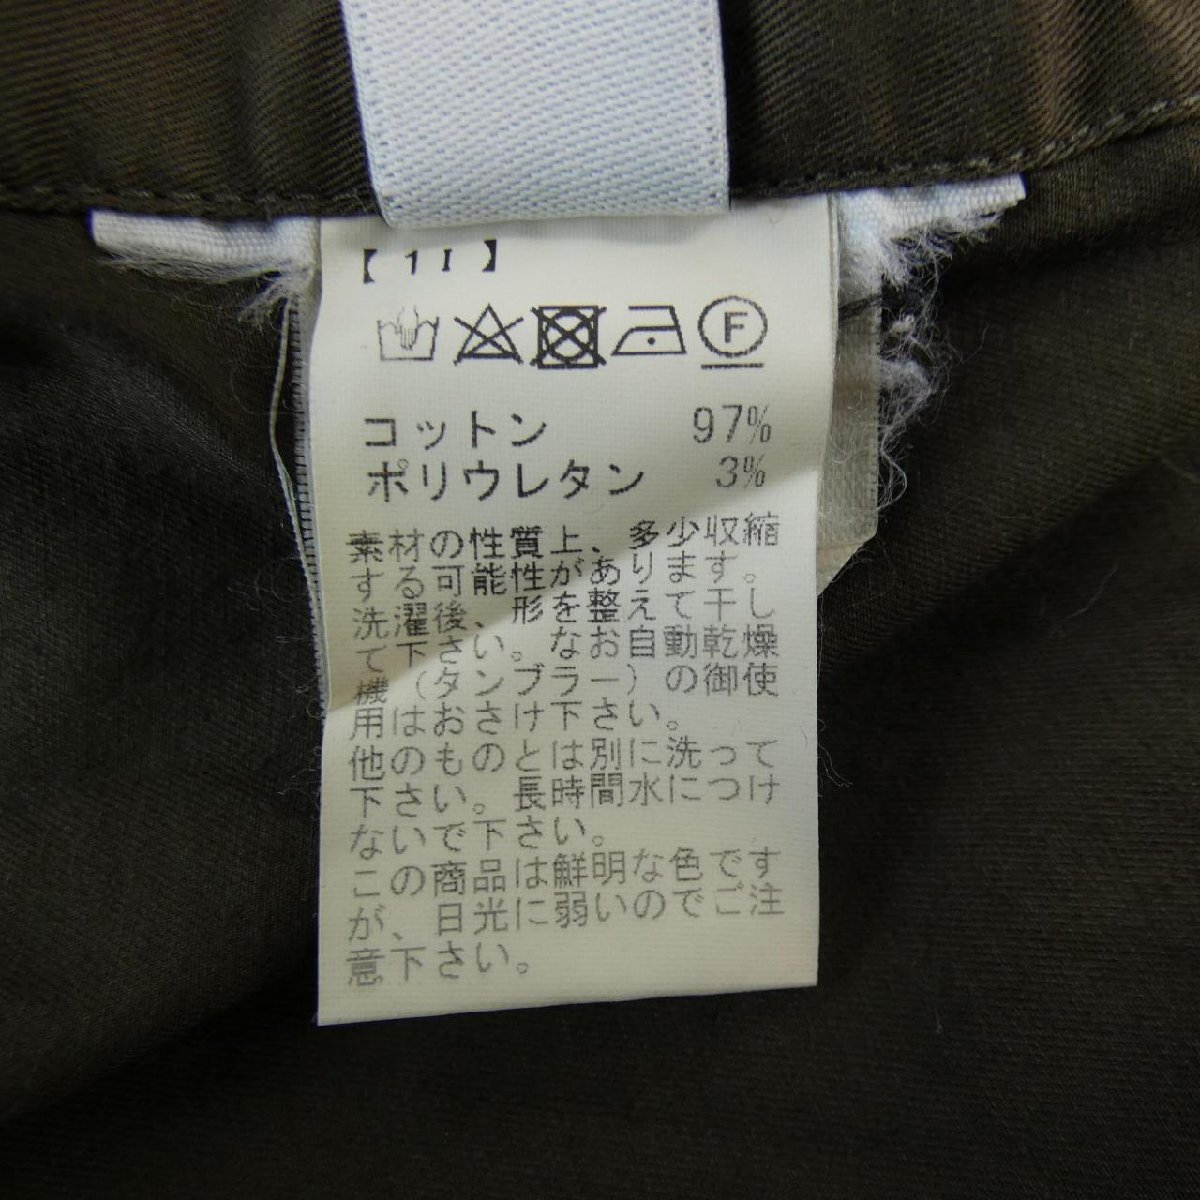 【1I】
F
コットン 97%
ポリウレタン 3%
素材の性質上、多少収縮
する可能性があります。
洗濯後、形を整えて干し
て下さい。なお自動乾燥
機（タンブラー）の御使
用はおさけ下さい。
他のものとは別に洗って
下さい。長時間水につけ
ないで下さい。
この商品は鮮明な色です
が、日光に弱いのでご注
意下さい。